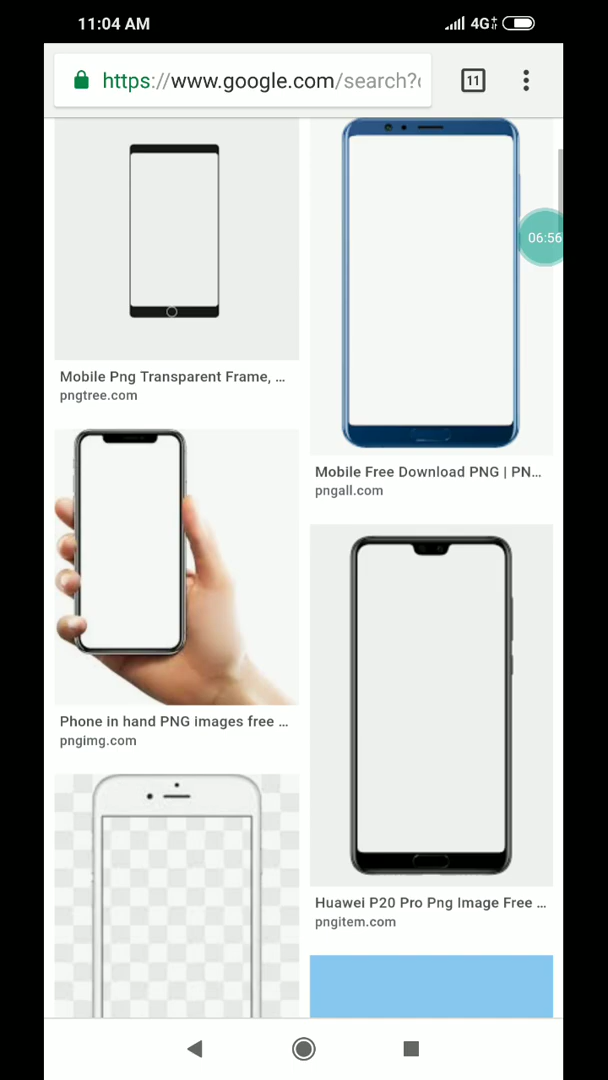 11:04 AM
4G
https://www.google.com/search?
11
06:56
Mobile Png Transparent Frame, ...
pngtree.com
Mobile Free Download PNG | PN...
pngall.com
Phone in hand PNG images free ...
pngimg.com
Huawei P20 Pro Png Image Free ...
pngitem.com